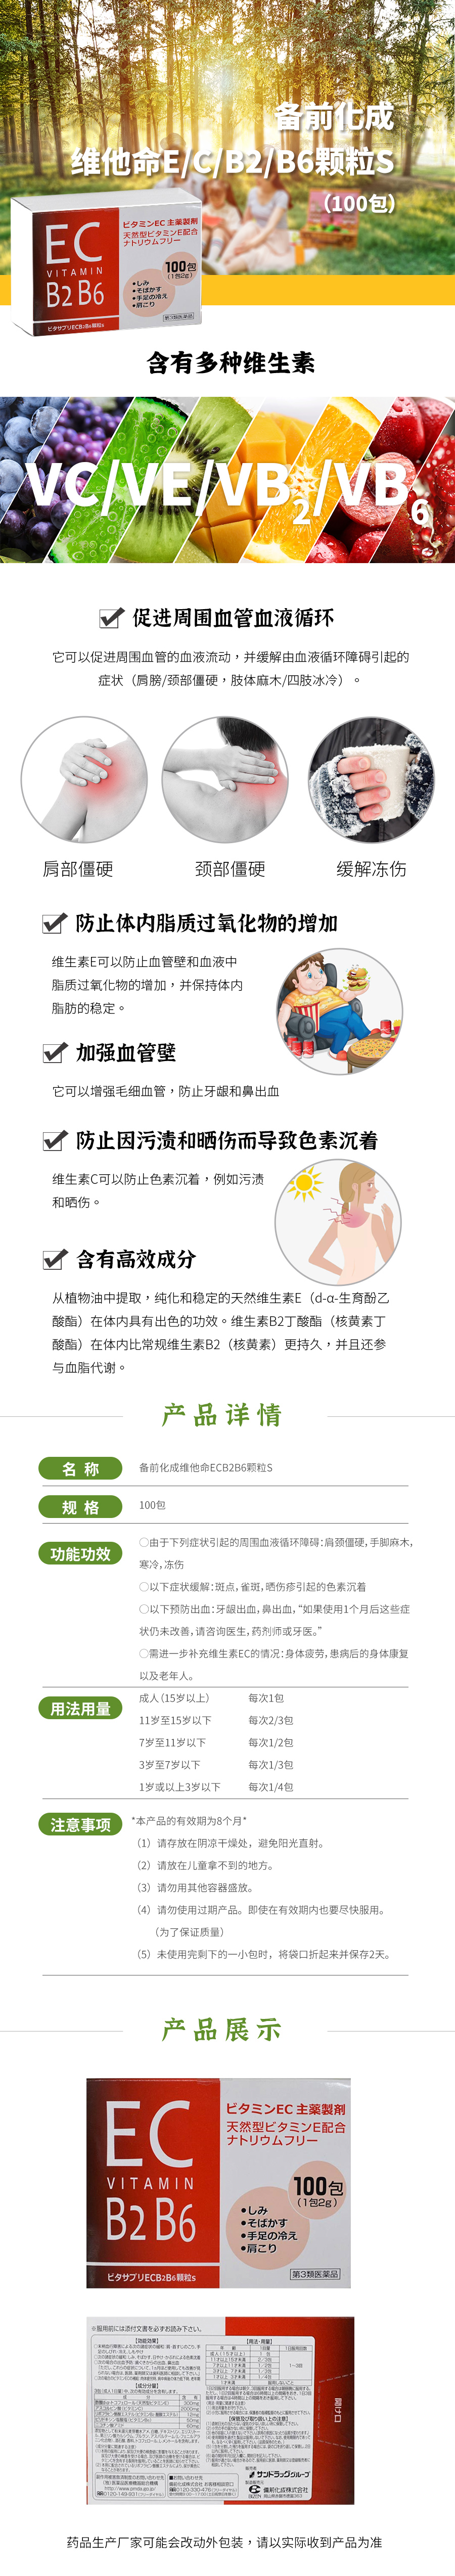 备前化成
维他命E/C/B2/B6颗粒S
（100包）
EC
VITAMIN
B2 B6
ビタミンEC 主薬製剤
天然型ビタミンE配合
ナトリウムフリー
100包
(1包2g)
•しみ
•そばかす
•手足の冷え
•肩こり
第3類医薬品
ビタサプリECB2B6顆粒S
含有多种维生素
VC/VE/VB2/VB6
促进周围血管血液循环
它可以促进周围血管的血液流动，并缓解由血液循环障碍引起的
症状（肩膀/颈部僵硬，肢体麻木/四肢冰冷）。
肩部僵硬
颈部僵硬
缓解冻伤
防止体内脂质过氧化物的增加
维生素E可以防止血管壁和血液中
脂质过氧化物的增加，并保持体内
脂肪的稳定。
加强血管壁
它可以增强毛细血管，防止牙龈和鼻出血
防止因污渍和晒伤而导致色素沉着
维生素C可以防止色素沉着，例如污渍
和晒伤。
含有高效成分
从植物油中提取，纯化和稳定的天然维生素E（d-α-生育酚乙
酸酯）在体内具有出色的功效。维生素B2丁酸酯（核黄素丁
酸酯）在体内比常规维生素B2（核黄素）更持久，并且还参
与血脂代谢。
产品详情
名 称
备前化成维他命ECB2B6颗粒S
规 格
100包
功能功效
○由于下列症状引起的周围血液循环障碍：肩颈僵硬，手脚麻木，
寒冷，冻伤
○以下症状缓解：斑点，雀斑，晒伤疹引起的色素沉着
○以下预防出血：牙龈出血，鼻出血，“如果使用1个月后这些症
状仍未改善，请咨询医生，药剂师或牙医。”
○需进一步补充维生素EC的情况：身体疲劳，患病后的身体康复
以及老年人。
用法用量
成人（15岁以上） 每次1包
11岁至15岁以下 每次2/3包
7岁至11岁以下 每次1/2包
3岁至7岁以下 每次1/3包
1岁或以上3岁以下 每次1/4包
注意事项
*本产品的有效期为8个月*
（1）请存放在阴凉干燥处，避免阳光直射。
（2）请放在儿童拿不到的地方。
（3）请勿用其他容器盛放。
（4）请勿使用过期产品。即使在有效期内也要尽快服用。
（为了保证质量）
（5）未使用完剩下的一小包时，将袋口折起来并保存2天。
产品展示
EC
VITAMIN
B2 B6
ビタミンEC 主薬製剤
天然型ビタミンE配合
ナトリウムフリー
100包
(1包2g)
•しみ
•そばかす
•手足の冷え
•肩こり
第3類医薬品
ビタサプリECB2B6顆粒S
※服用前には添付文書を必ずお読み下さい。
【効能効果】
【用法・用量】
【成分分量】
開け口
サンドラッググループ
備前化成株式会社
药品生产厂家可能会改动外包装，请以实际收到产品为准